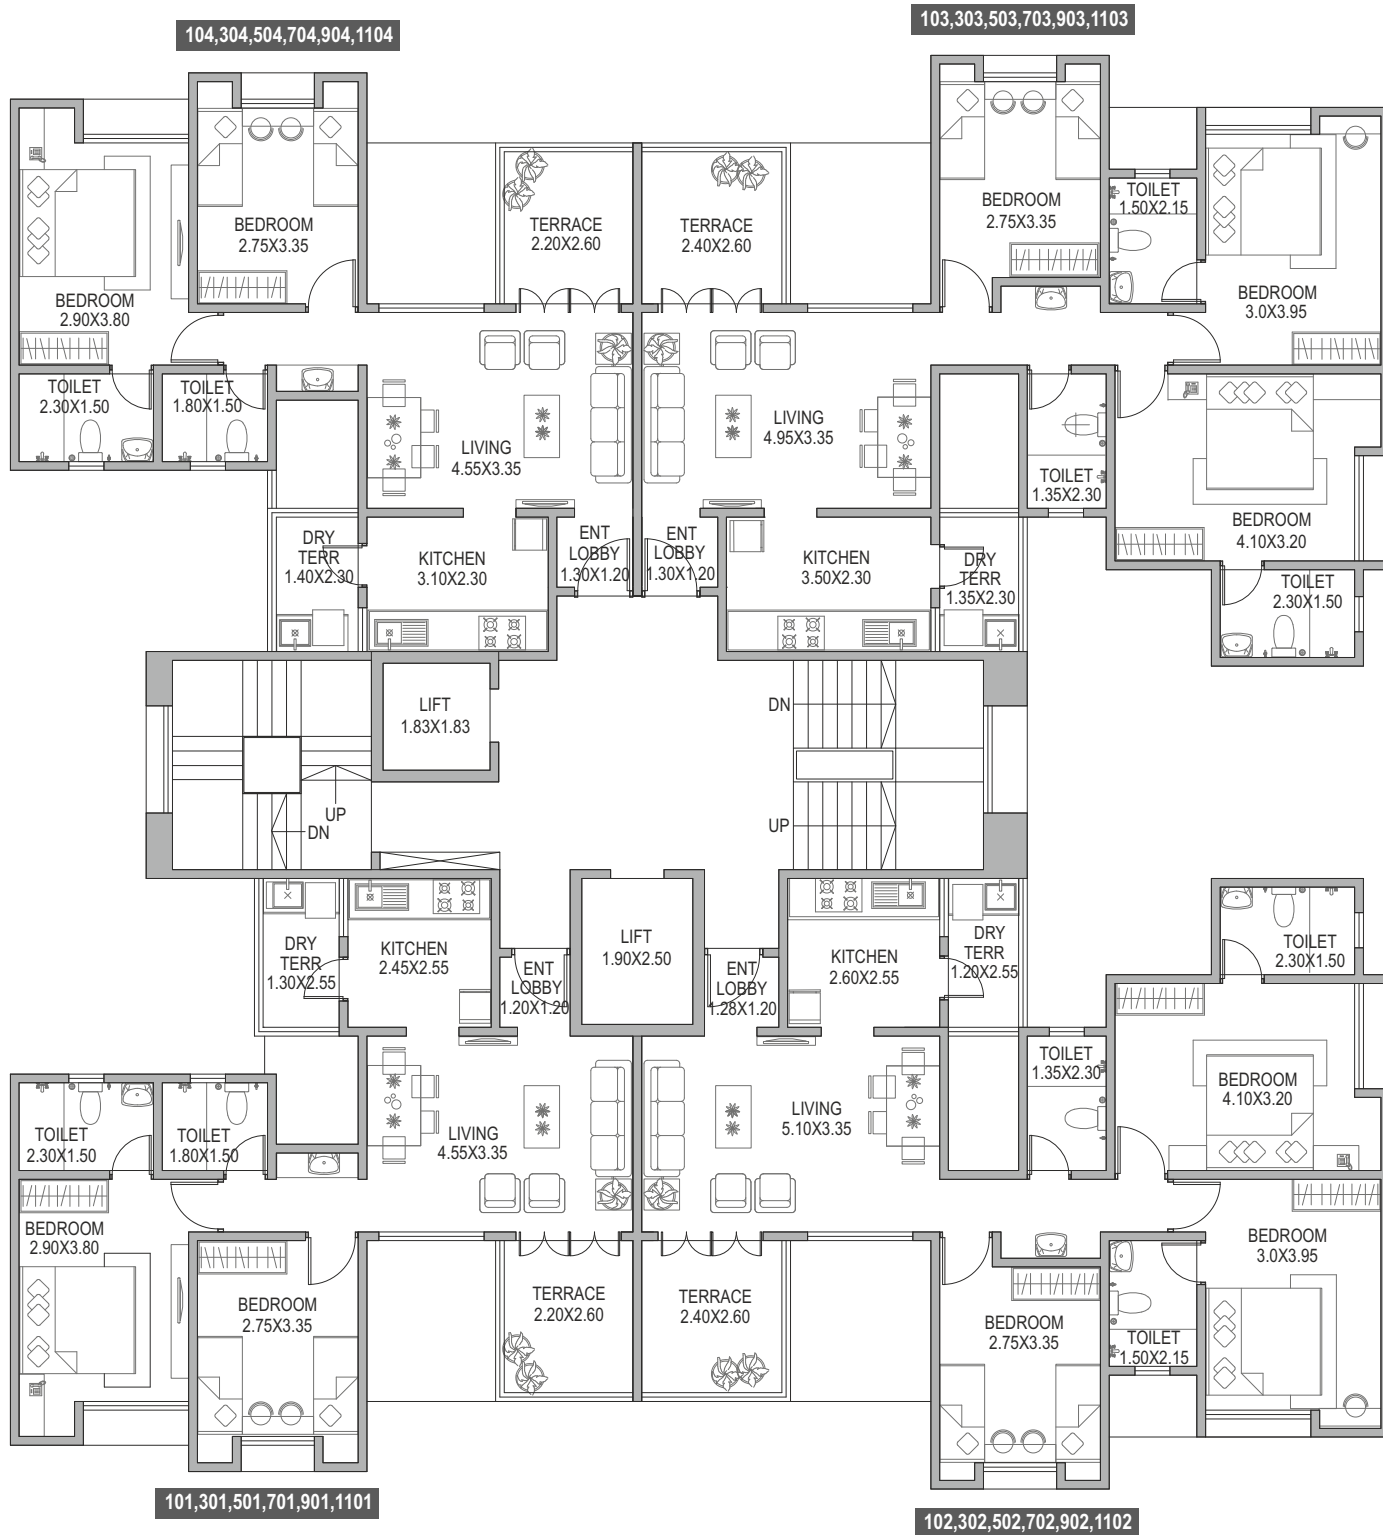 104,304,504,704,904,1104
103,303,503,703,903,1103
BEDROOM
2.75X3.35
TERRACE
2.20X2.60
TERRACE
2.40X2.60
BEDROOM
2.75X3.35
TOILET
1.50X2.15
BEDROOM
2.90X3.80
BEDROOM
3.0X3.95
TOILET
2.30X1.50
TOILET
1.80X1.50
LIVING
4.55X3.35
LIVING
4.95X3.35
TOILET
1.35X2.30
BEDROOM
4.10X3.20
DRY
TERR
1.40X2.30
KITCHEN
3.10X2.30
ENT
LOBBY
1.30X1.20
ENT
LOBBY
1.30X1.20
KITCHEN
3.50X2.30
DRY
TERR
1.35X2.30
TOILET
2.30X1.50
LIFT
1.83X1.83
DN
UP
DN
UP
DRY
TERR
1.30X2.55
KITCHEN
2.45X2.55
ENT
LOBBY
1.20X1.20
LIFT
1.90X2.50
ENT
LOBBY
1.28X1.20
KITCHEN
2.60X2.55
DRY
TERR
1.20X2.55
TOILET
2.30X1.50
TOILET
2.30X1.50
TOILET
1.80X1.50
LIVING
4.55X3.35
LIVING
5.10X3.35
TOILET
1.35X2.30
BEDROOM
4.10X3.20
BEDROOM
2.90X3.80
BEDROOM
2.75X3.35
TERRACE
2.20X2.60
TERRACE
2.40X2.60
BEDROOM
2.75X3.35
TOILET
1.50X2.15
BEDROOM
3.0X3.95
101,301,501,701,901,1101
102,302,502,702,902,1102